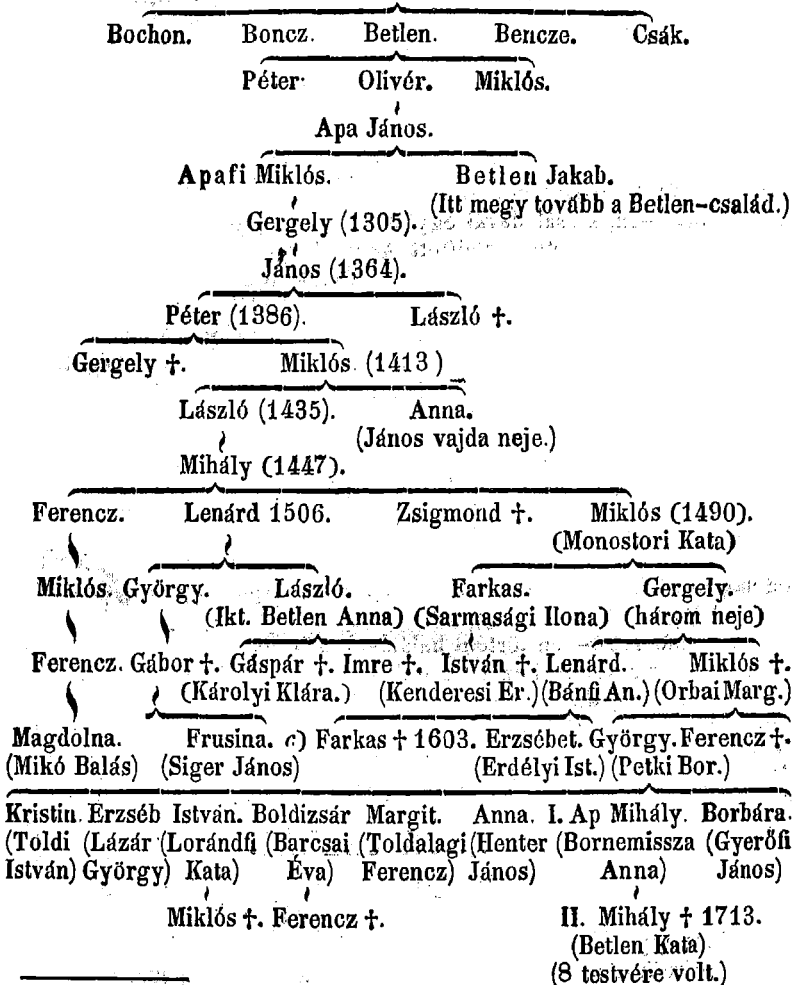 Bochon. Boncz. Betlen. Bencze. Csák.
Péter Olivér. Miklós.
Apa János.
Apafi Miklós. Betlen Jakab.
(Itt megy tovább a Betlen-család.)
Gergely (1305).
János (1364).
Péter (1386). László †.
Gergely †. Miklós. (1413)
László (1435). Anna.
(János vajda neje.)
Mihály (1447).
Ferencz. Lenárd 1506. Zsigmond †. Miklós (1490).
(Monostori Kata)
Miklós. György. László. Farkas. Gergely.
(Ikt. Betlen Anna) (Sarmasági Ilona) (három neje)
Ferencz. Gábor †. Gáspár †. Imre †. István †. Lenárd. Miklós †.
(Károlyi Klára.) (Kenderesi Er.) (Bánfi An.) (Orbai Marg.)
Magdolna. Frusina. c) Farkas † 1603. Erzsébet. György. Ferencz †.
(Mikó Balás) (Siger János) (Erdélyi Ist.) (Petki Bor.)
Kristin. Erzséb István. Boldizsár Margit. Anna. I. Ap Mihály. Borbára.
(Toldi (Lázár (Lorándfi (Barcsai (Toldalagi (Henter (Bornemissza (Gyerőfi
István) György) Kata) Éva) Ferencz) János) Anna) János)
Miklós †. Ferencz †. II. Mihály † 1713.
(Betlen Kata)
(8 testvére volt.)